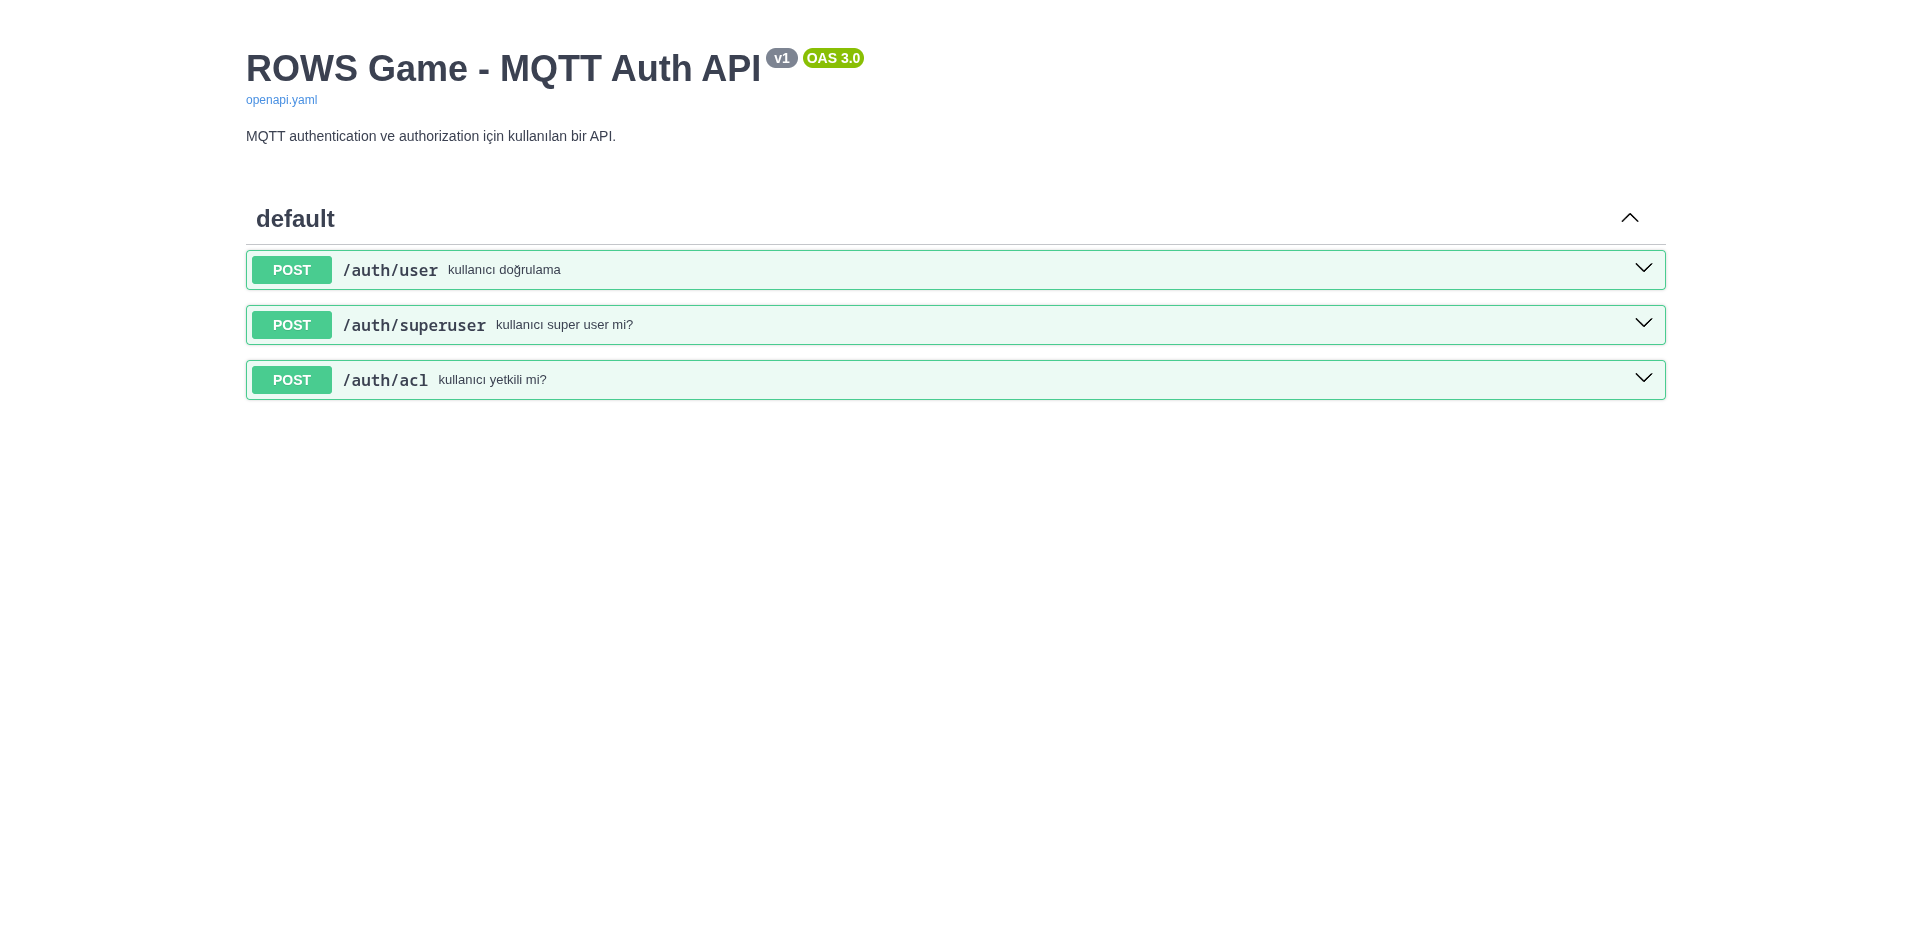 ROWS Game - MQTT Auth API v1 OAS 3.0
openapi.yaml
MQTT authentication ve authorization için kullanılan bir API.
default
POST /auth/user kullanıcı doğrulama
POST /auth/superuser kullanıcı super user mi?
POST /auth/acl kullanıcı yetkili mi?